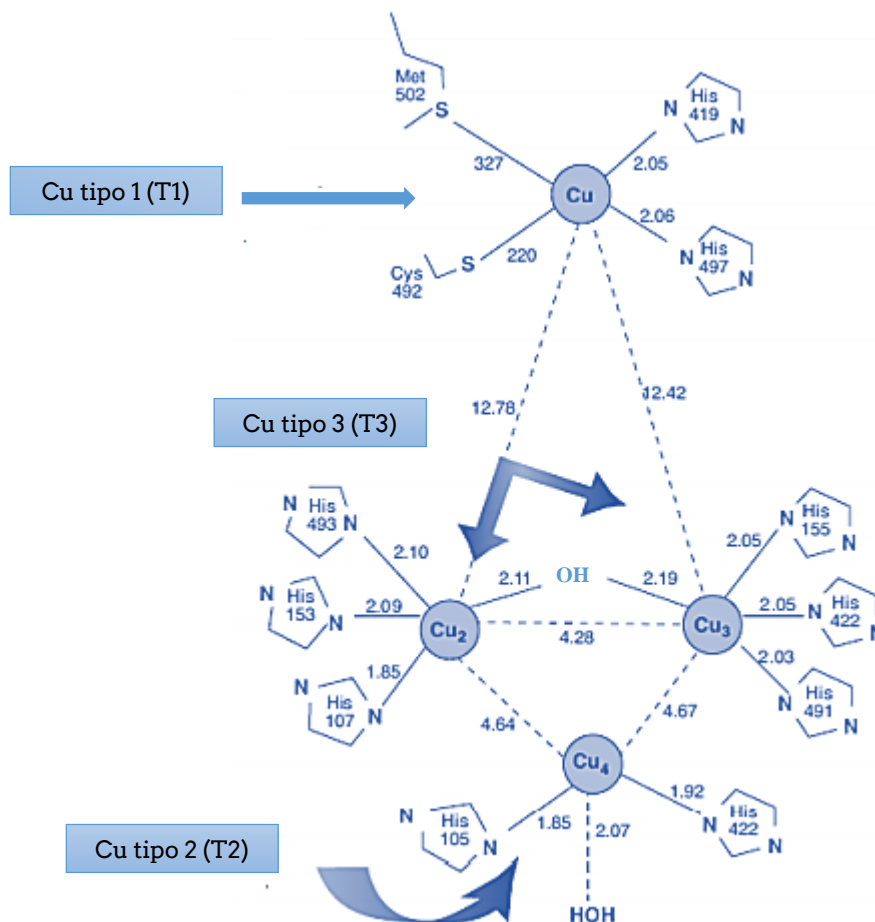 Met
502
S
His
419
N
N
Cu tipo 1 (T1)
327
2.05
Cu
220
2.06
S
Cys
492
His
497
N
N
12.78
12.42
Cu tipo 3 (T3)
N
His
493
N
2.10
2.11
OH
2.19
2.05
N
His
155
N
N
His
153
N
2.09
Cu2
4.28
Cu3
2.05
N
His
422
N
1.85
2.03
N
His
107
N
4.64
4.67
N
His
491
N
Cu4
N
His
105
N
1.85
2.07
1.92
N
His
422
N
Cu tipo 2 (T2)
HOH